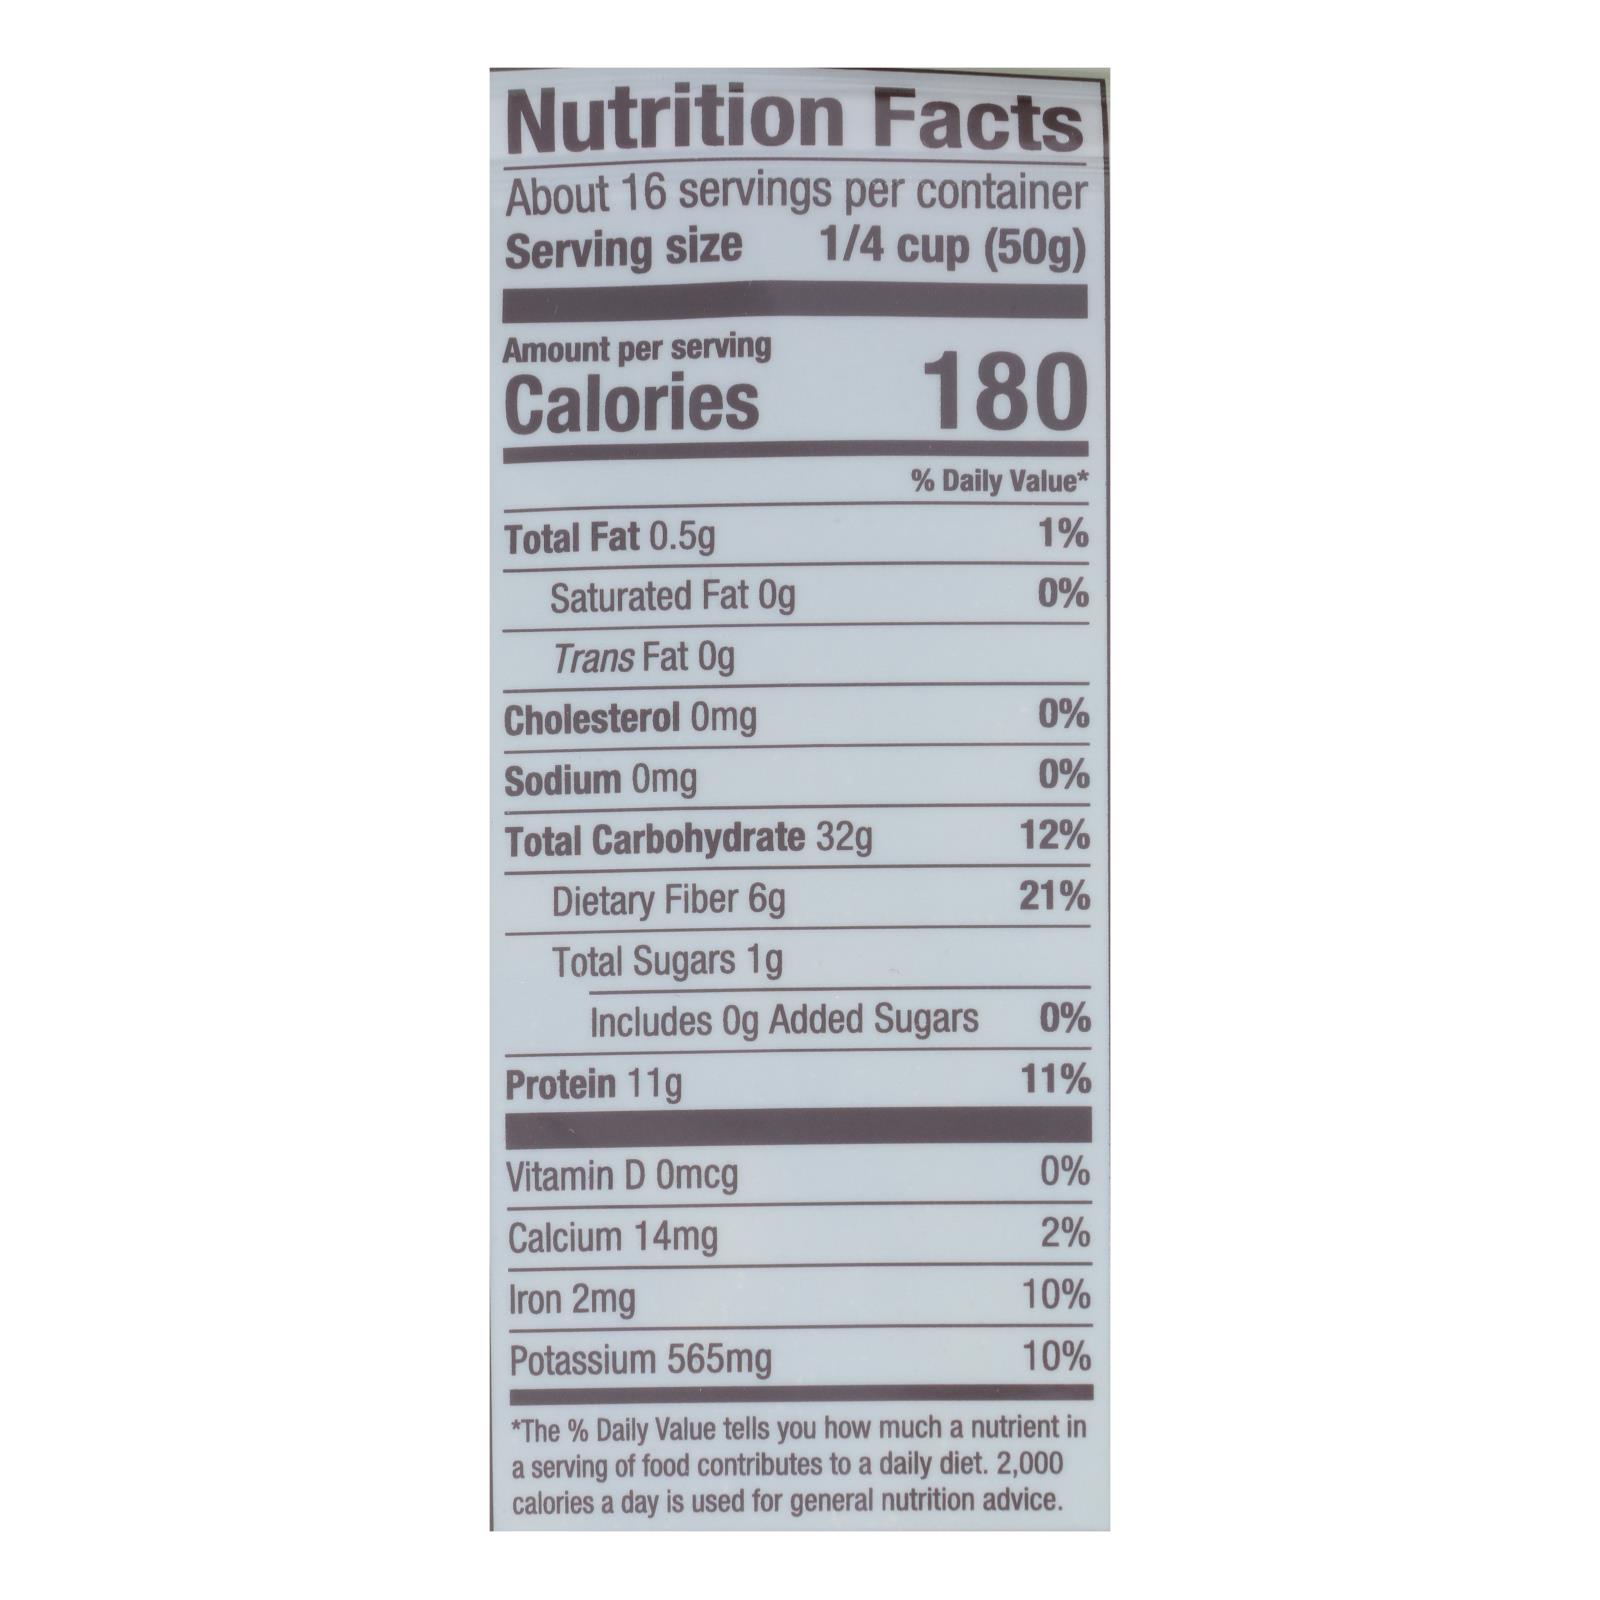 Nutrition Facts
About 16 servings per container
Serving size 1/4 cup (50g)
Amount per serving
Calories 180
% Daily Value*
Total Fat 0.5g 1%
Saturated Fat 0g 0%
Trans Fat 0g
Cholesterol 0mg 0%
Sodium 0mg 0%
Total Carbohydrate 32g 12%
Dietary Fiber 6g 21%
Total Sugars 1g
Includes 0g Added Sugars 0%
Protein 11g 11%
Vitamin D 0mcg 0%
Calcium 14mg 2%
Iron 2mg 10%
Potassium 565mg 10%
*The % Daily Value tells you how much a nutrient in
a serving of food contributes to a daily diet. 2,000
calories a day is used for general nutrition advice.